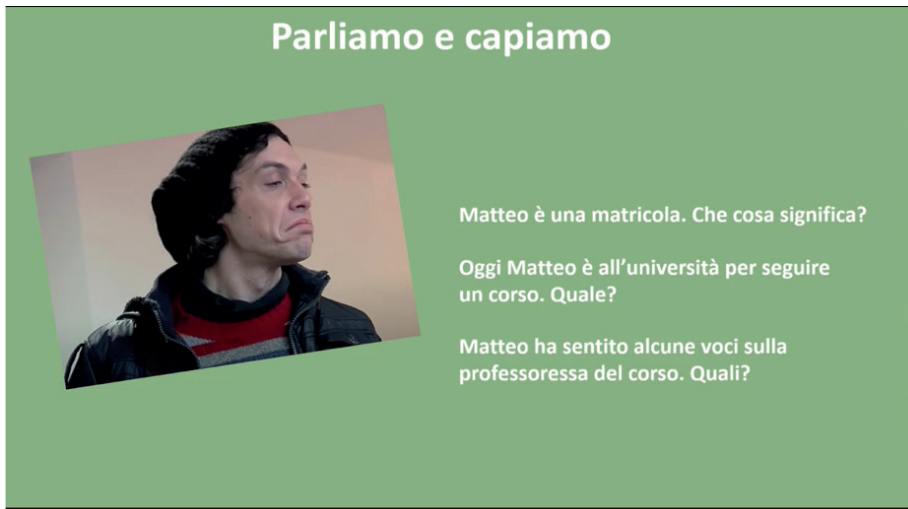 Parliamo e capiamo
Matteo è una matricola. Che cosa significa?
Oggi Matteo è all'università per seguire
un corso. Quale?
Matteo ha sentito alcune voci sulla
professoressa del corso. Quali?